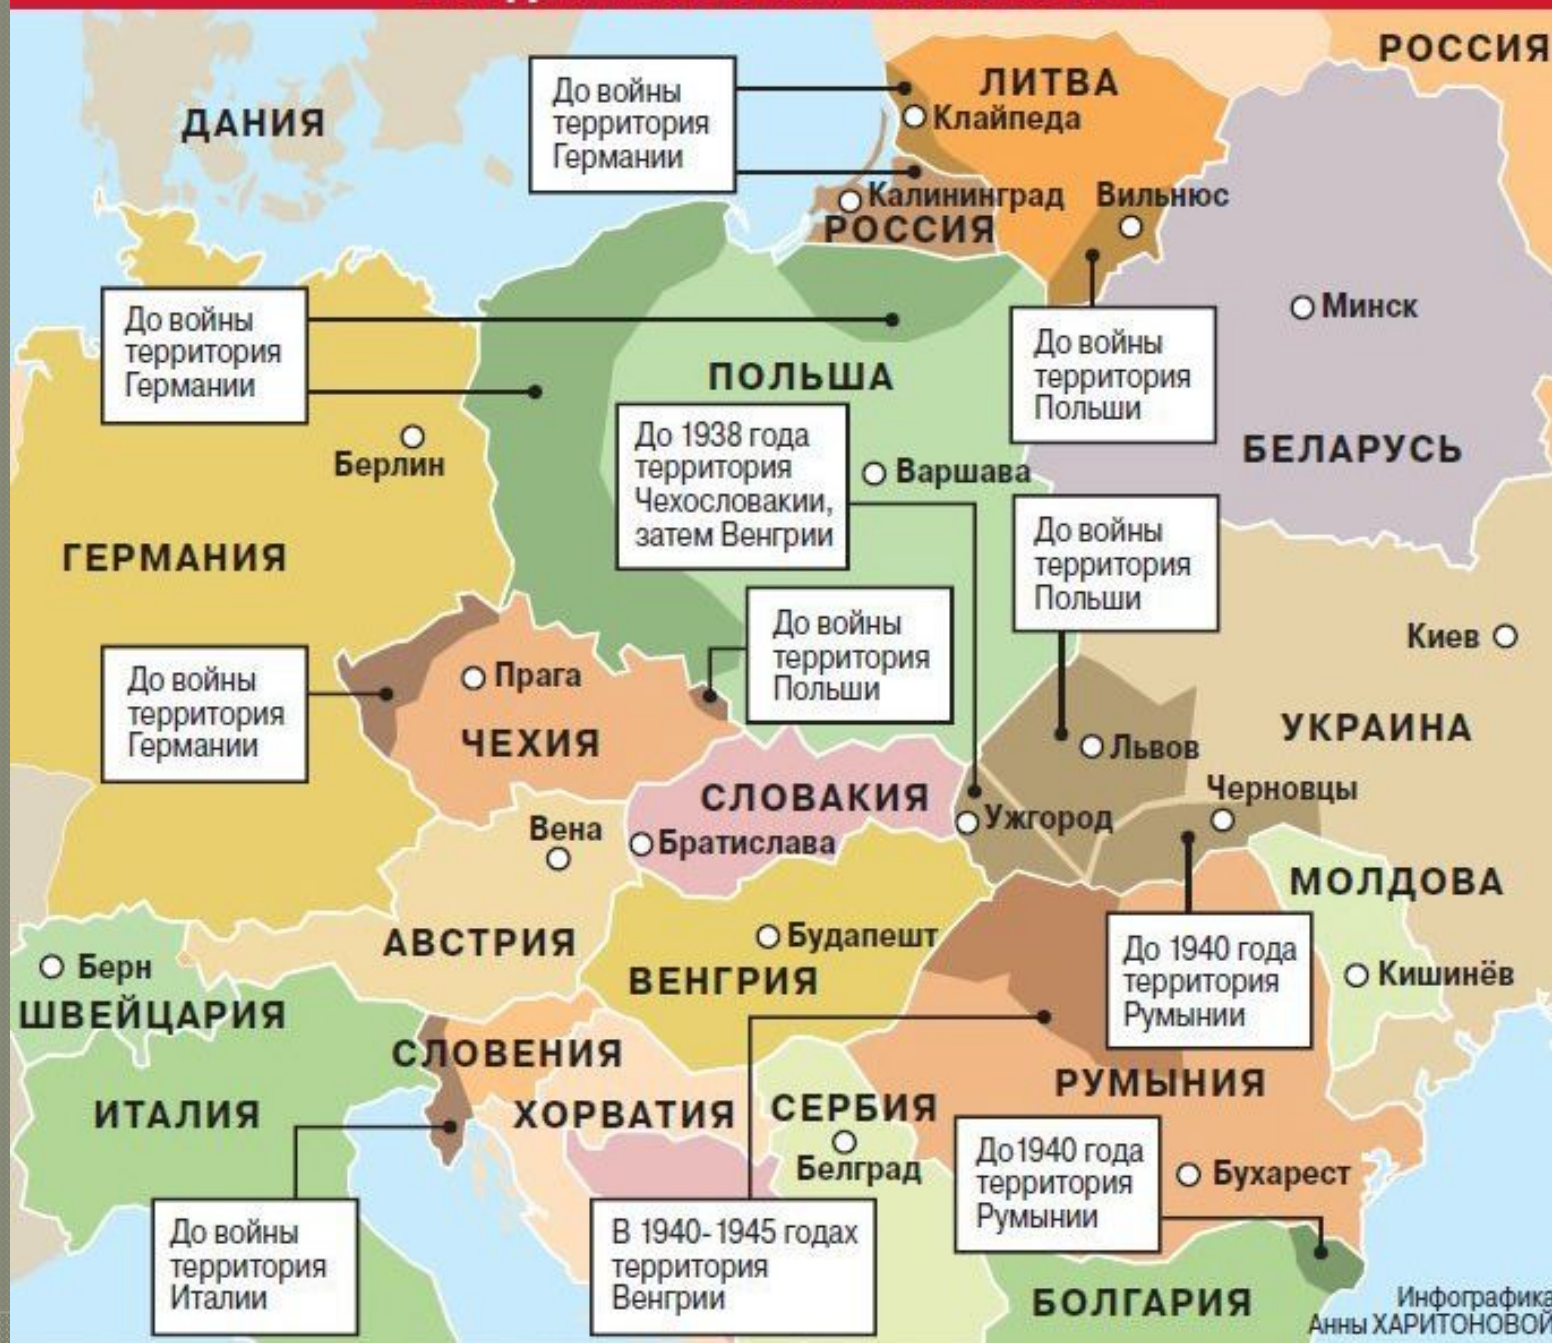 РОССИЯ
ДАНИЯ
До войны
территория
Германии
ЛИТВА
Клайпеда
Калининград
РОССИЯ
Вильнюс
До войны
территория
Германии
ПОЛЬША
До войны
территория
Польши
Минск
БЕЛАРУСЬ
Берлин
До 1938 года
территория
Чехословакии,
затем Венгрии
Варшава
ГЕРМАНИЯ
До войны
территория
Польши
До войны
территория
Польши
Киев
До войны
территория
Германии
Прага
ЧЕХИЯ
УКРАИНА
Львов
СЛОВАКИЯ
Черновцы
Ужгород
Вена
Братислава
МОЛДОВА
АВСТРИЯ
Будапешт
ВЕНГРИЯ
До 1940 года
территория
Румынии
Кишинёв
Берн
ШВЕЙЦАРИЯ
СЛОВЕНИЯ
РУМЫНИЯ
ИТАЛИЯ
ХОРВАТИЯ
СЕРБИЯ
Белград
До 1940 года
территория
Румынии
Бухарест
До войны
территория
Италии
В 1940-1945 годах
территория
Венгрии
БОЛГАРИЯ
Инфографика
Анны ХАРИТОНОВОЙ